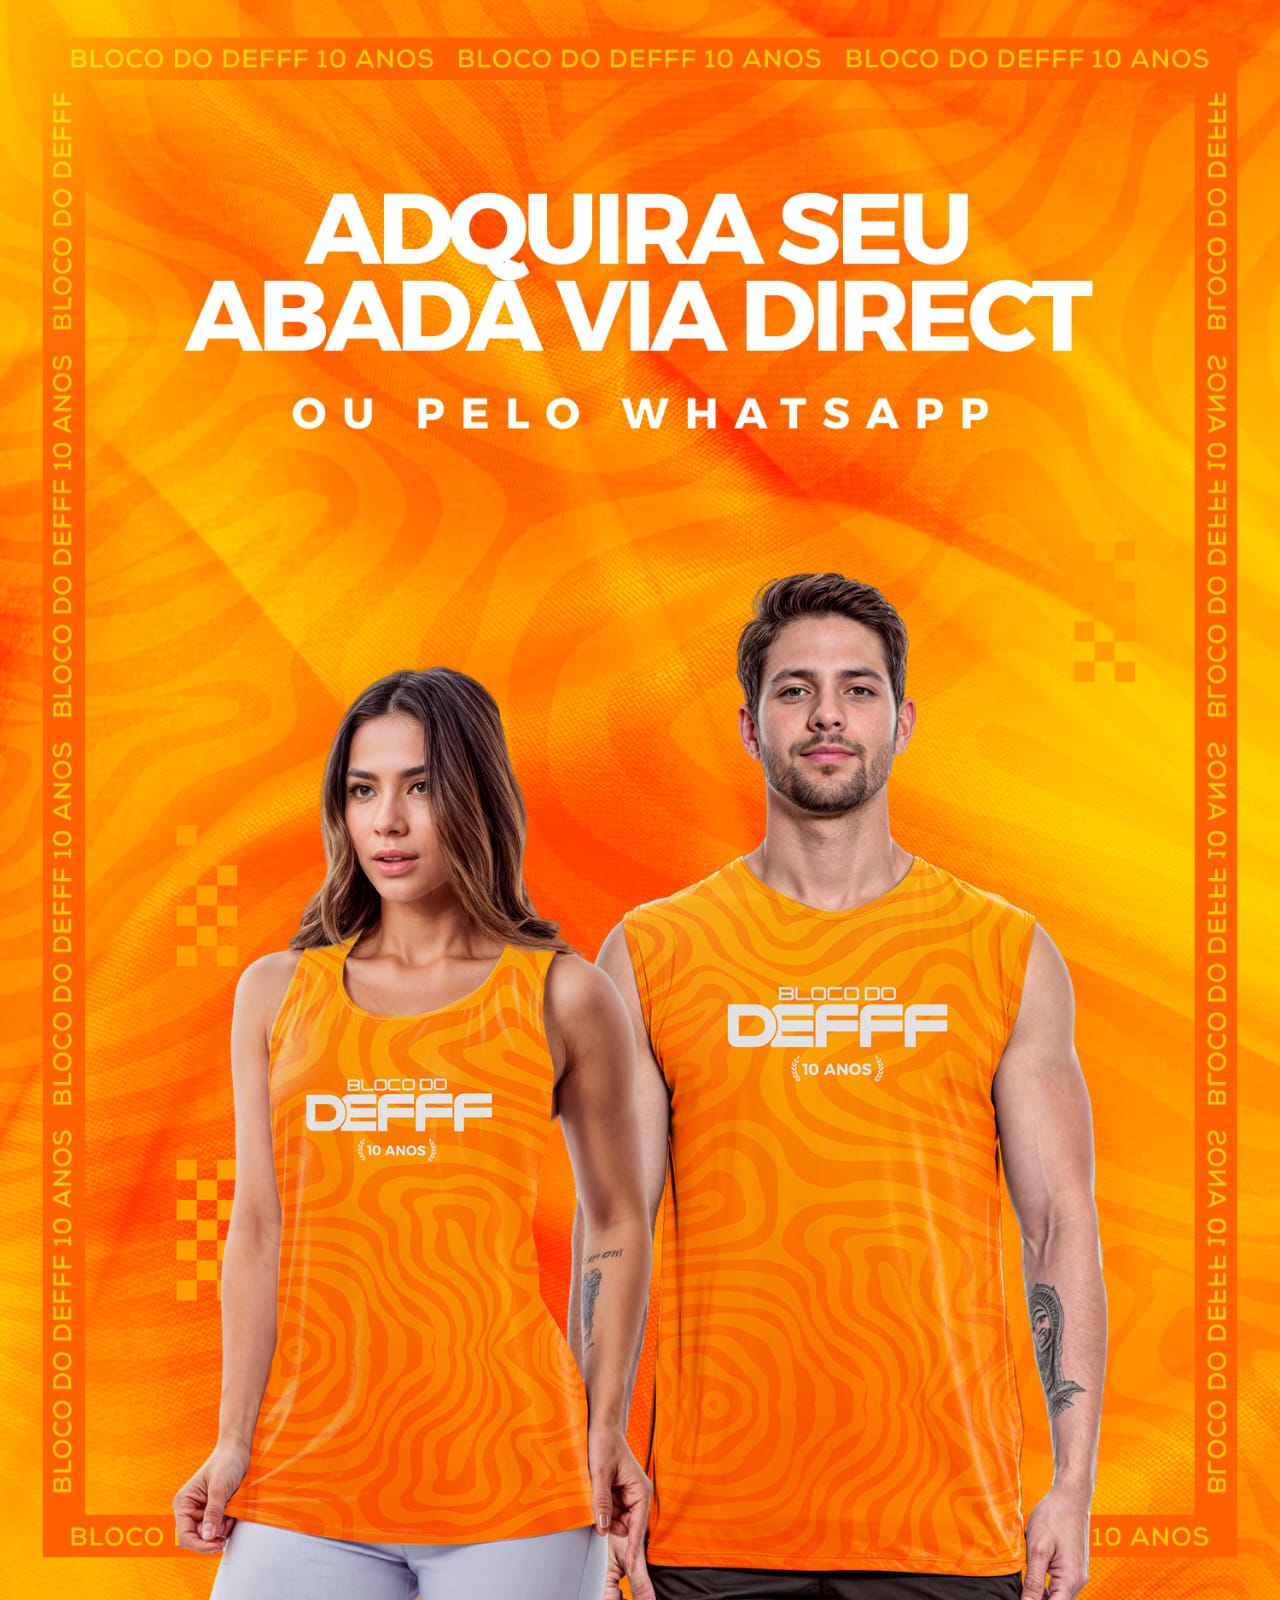 BLOCO DO DEFFF 10 ANOS BLOCO DO DEFFF 10 ANOS BLOCO DO DEFFF 10 ANOS
ADQUIRA SEU
ABADÁ VIA DIRECT
OU PELO WHATSAPP
BLOCO DO DEFFF 10 ANOS BLOCO DO DEFFF 10 ANOS BLOCO DO DEFFF 10 ANOS BLOCO DO DEFFF
BLOCO DO DEFFF 10 ANOS BLOCO DO DEFFF 10 ANOS BLOCO DO DEFFF 10 ANOS BLOCO DO DEFFF
BLOCO DO
DEFFF
10 ANOS
BLOCO DO
DEFFF
10 ANOS
BLOCO
10 ANOS